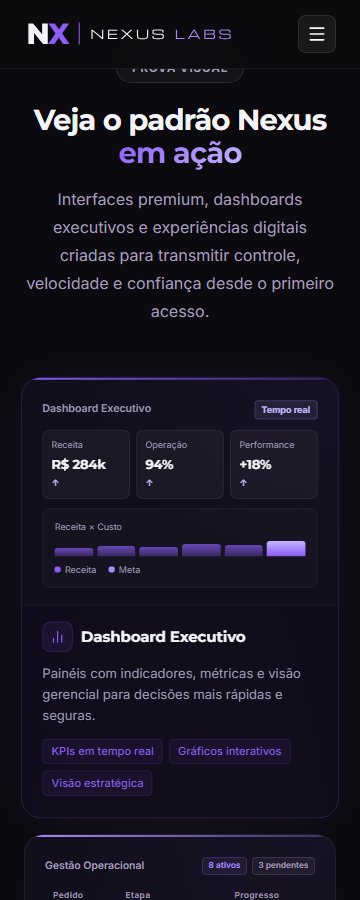 NX | NEXUS LABS
PROVA VISUAL
Veja o padrão Nexus
em ação
Interfaces premium, dashboards
executivos e experiências digitais
criadas para transmitir controle,
velocidade e confiança desde o primeiro
acesso.
Dashboard Executivo
Tempo real
Receita
Operação
Performance
R$ 284k
94%
+18%
↑
↑
↑
Receita × Custo
Receita
Meta
Dashboard Executivo
Painéis com indicadores, métricas e visão
gerencial para decisões mais rápidas e
seguras.
KPIs em tempo real
Gráficos interativos
Visão estratégica
Gestão Operacional
8 ativos
3 pendentes
Pedido
Etapa
Progresso